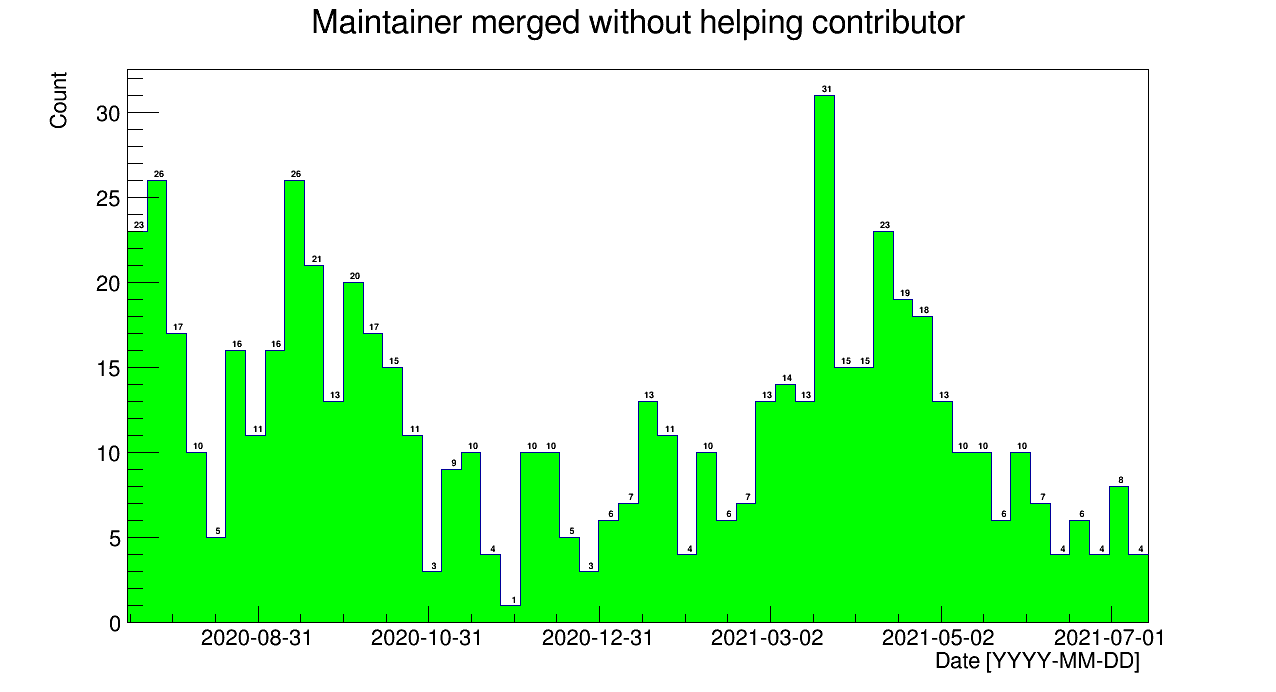 Maintainer merged without helping contributor
Count
30
25
20
15
10
5
0
23 26 17 10 5 16 11 16 26 21 13 20 17 15 11 3 9 10 4 1 10 10 5 3 6 7 13 11 4 10 6 7 13 14 13 31 15 15 23 19 18 13 10 10 6 10 7 4 6 4 8 4
2020-08-31 2020-10-31 2020-12-31 2021-03-02 2021-05-02 2021-07-01
Date [YYYY-MM-DD]